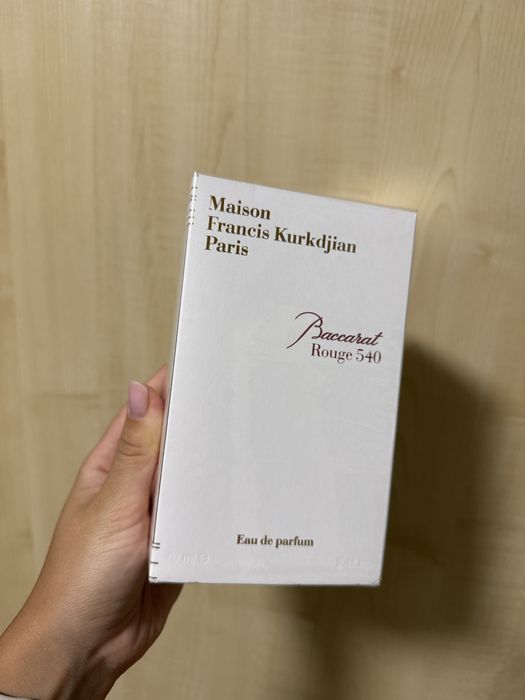 Maison
Francis Kurkdjian
Paris
Baccarat
Rouge 540
Eau de parfum